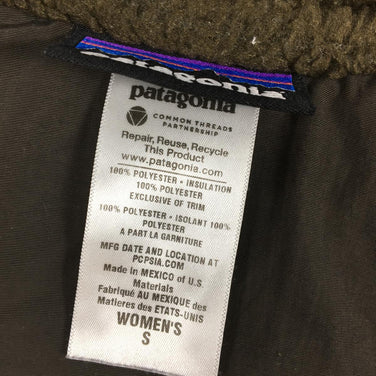 patagonia
patagonia
COMMON THREADS
PARTNERSHIP
Repair, Reuse, Recycle
This Product
www.patagonia.com
100% POLYESTER • INSULATION
100% POLYESTER
EXCLUSIVE OF TRIM
100% POLYESTER • ISOLANT 100%
POLYESTER
A PART LA GARNITURE
MFG DATE AND LOCATION AT
PCPSIA.COM
Made in MEXICO of U.S.
Materials
Fabriqué AU MEXIQUE des
Matieres des ETATS-UNIS
WOMEN'S
S